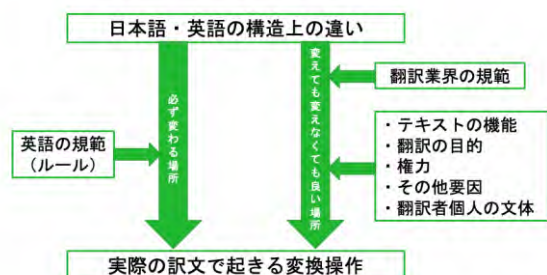 日本語・英語の構造上の違い
必ず変わる場所
変えても変えなくても良い場所
翻訳業界の規範
英語の規範
（ルール）
・テキストの機能
・翻訳の目的
・権力
・その他要因
・翻訳者個人の文体
実際の訳文で起きる変換操作